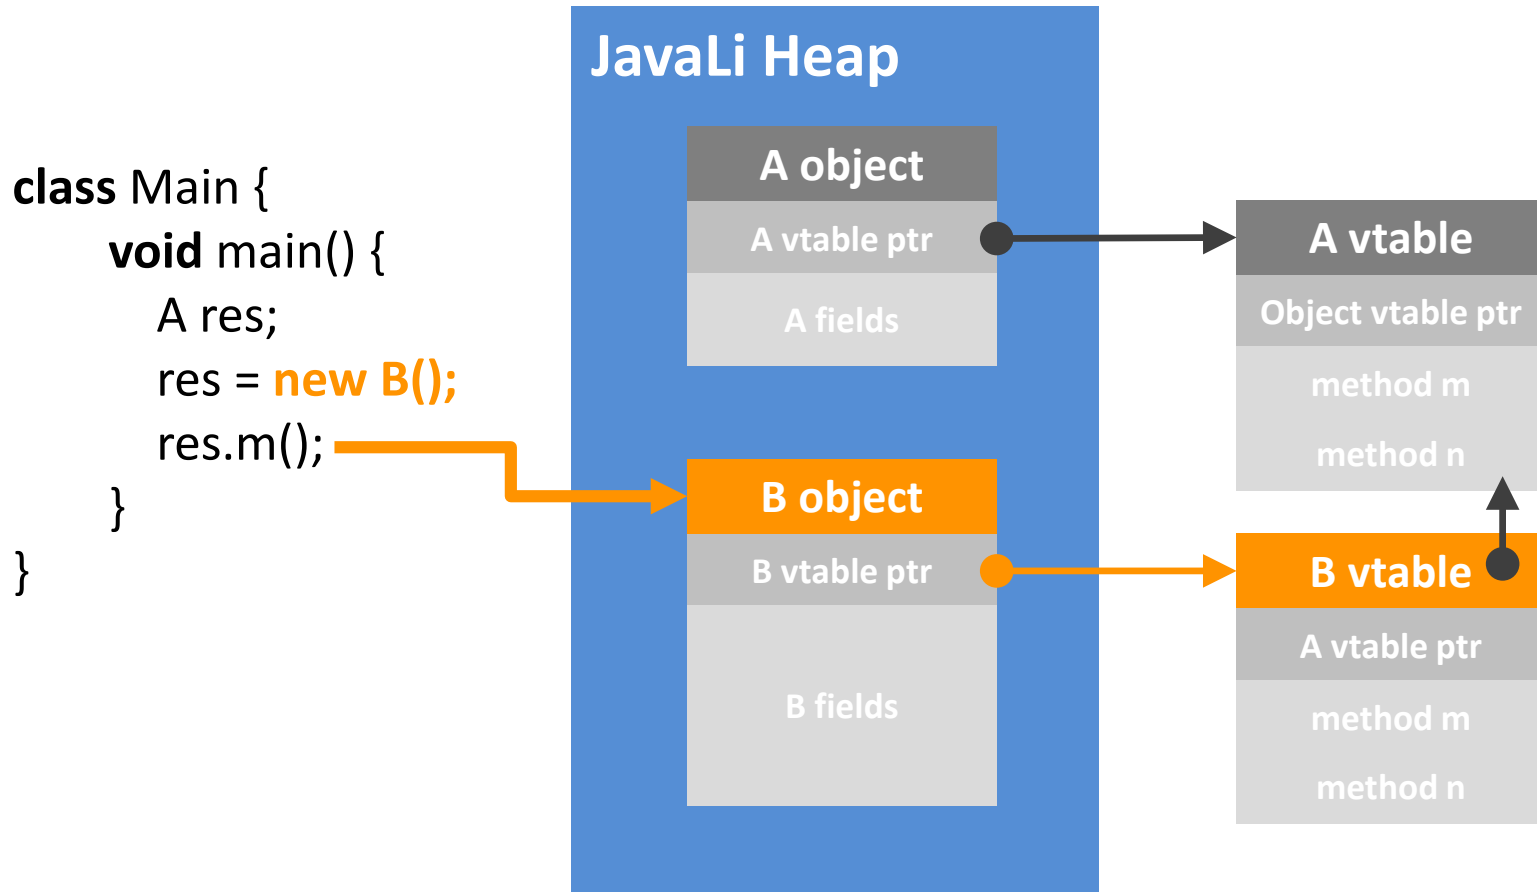 class Main {
void main() {
A res;
res = new B();
res.m();
}
}
JavaLi Heap
A object
A vtable ptr
A fields
B object
B vtable ptr
B fields
A vtable
Object vtable ptr
method m
method n
B vtable
A vtable ptr
method m
method n